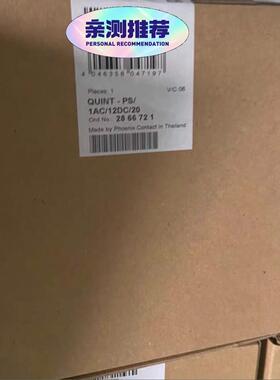 亲测推荐
PERSONAL RECOMMENDATION
4 046356 047197
Pieces: 1
V/C:06
QUINT - PS/
1AC/12DC/20
Ord No.: 28 66 72 1
Made by Phoenix Contact in Thailand